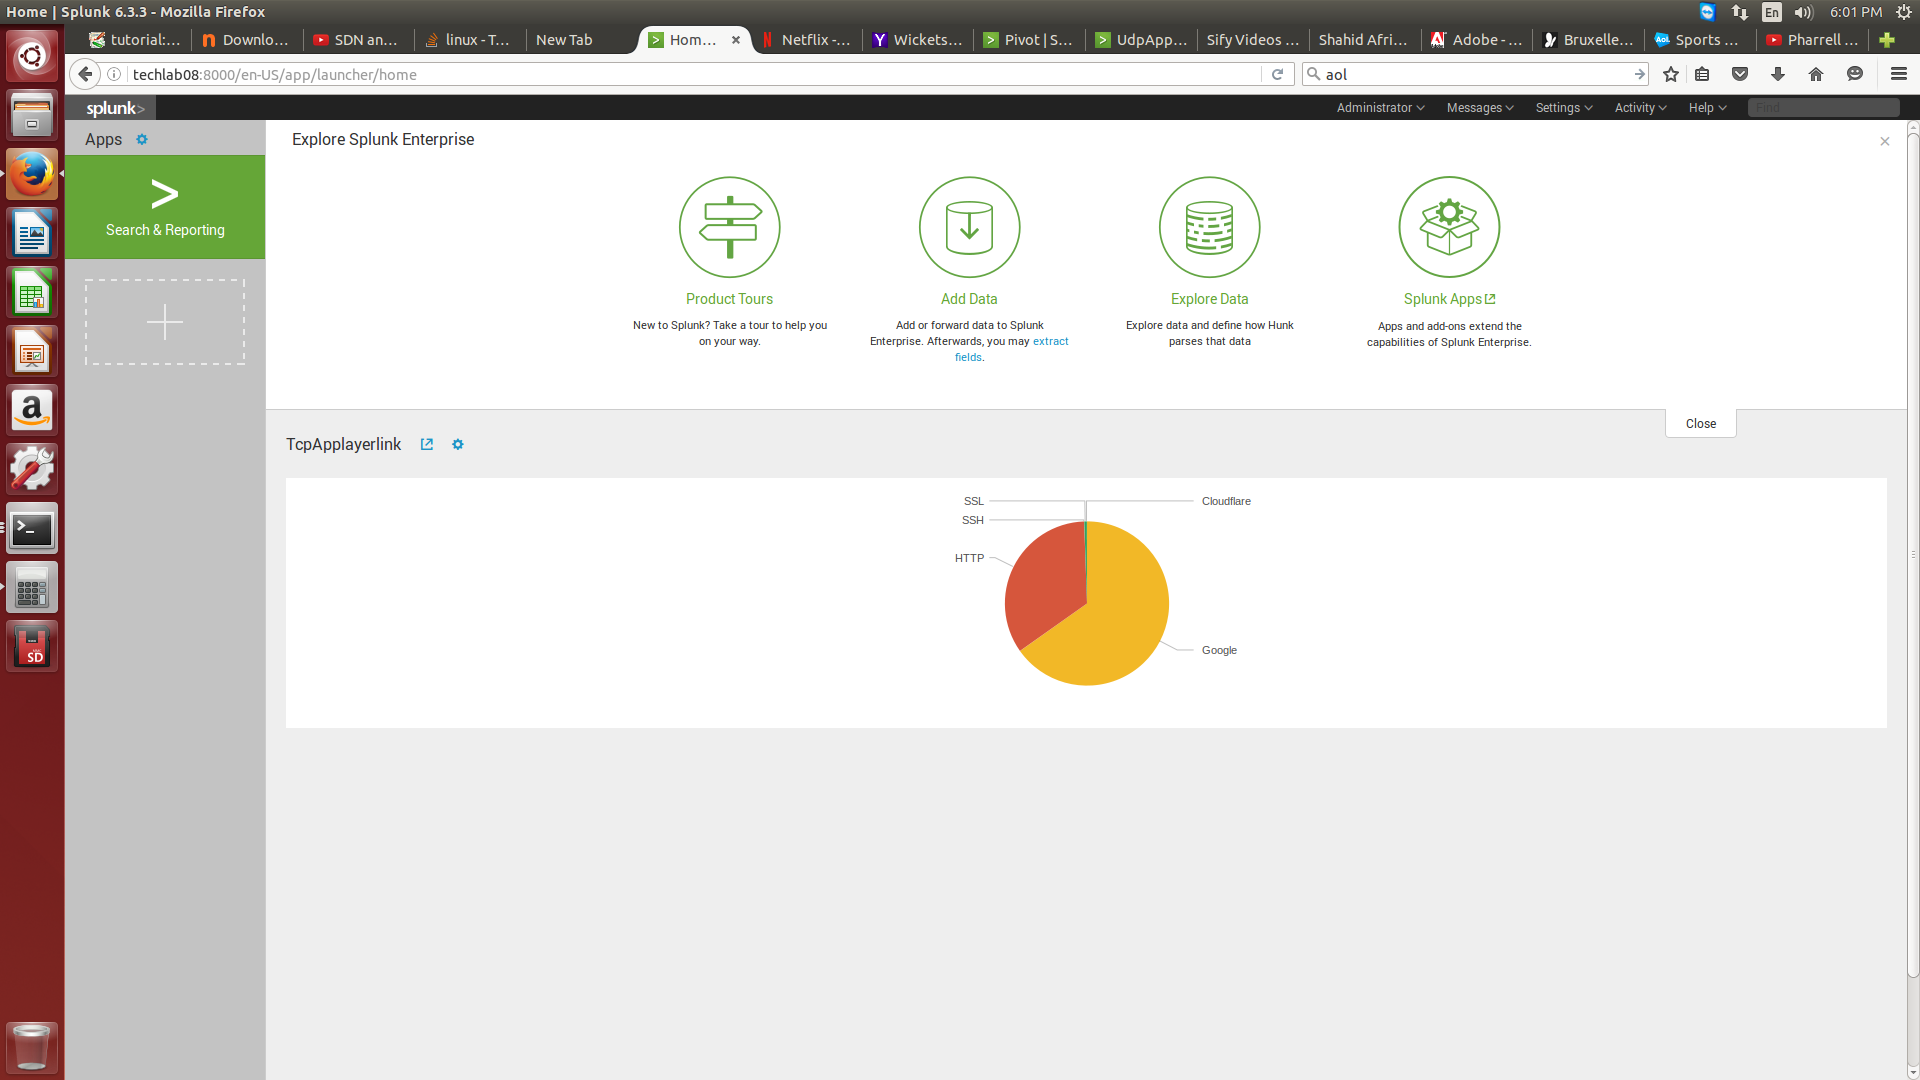 Home | Splunk 6.3.3 - Mozilla Firefox
En
6:01 PM
tutorial:...
Downlo...
SDN an...
linux - T...
New Tab
Hom...
Netflix -...
Wickets...
Pivot | S...
UdpApp...
Sify Videos ...
Shahid Afri...
Adobe - ...
Bruxelle...
Sports ...
Pharrell ...
techlab08:8000/en-US/app/launcher/home
aol
splunk>
Administrator
Messages
Settings
Activity
Help
Find
Apps
Search & Reporting
Explore Splunk Enterprise
Product Tours
New to Splunk? Take a tour to help you
on your way.
Add Data
Add or forward data to Splunk
Enterprise. Afterwards, you may extract
fields.
Explore Data
Explore data and define how Hunk
parses that data
Splunk Apps
Apps and add-ons extend the
capabilities of Splunk Enterprise.
Close
TcpApplayerlink
SSL
SSH
HTTP
Cloudflare
Google
SD